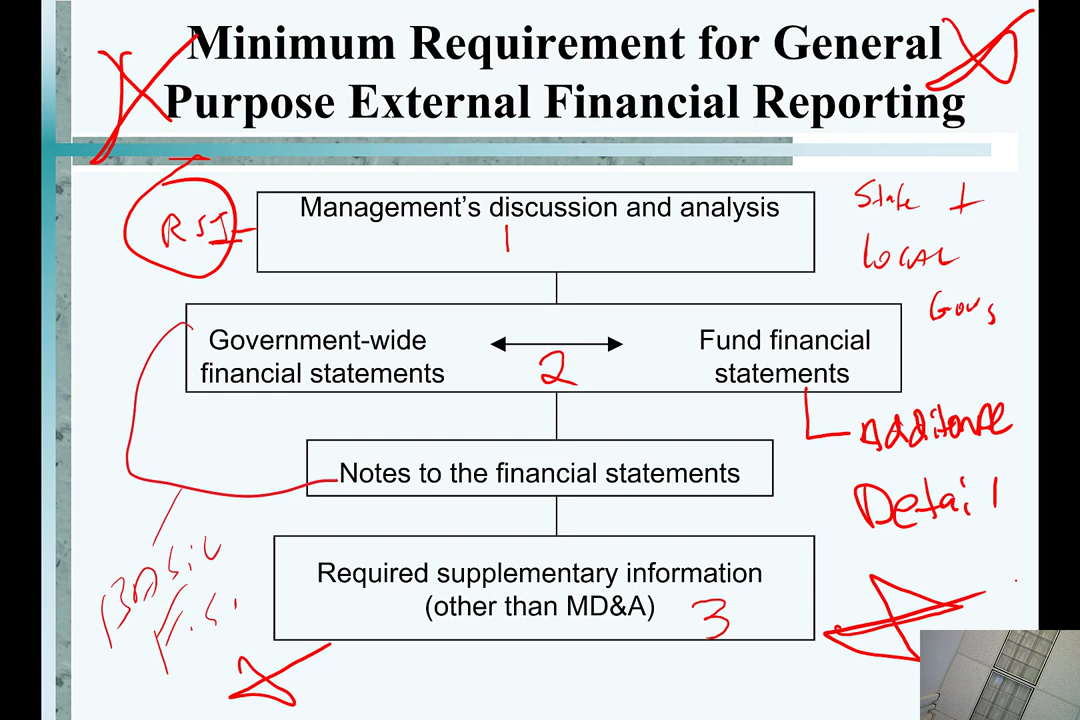 Minimum Requirement for General
Purpose External Financial Reporting
RSI
Management's discussion and analysis
1
State +
Local
Govs
Government-wide
financial statements
2
Fund financial
statements
Additional
Detail
Notes to the financial statements
Basic
F.S.
Required supplementary information
(other than MD&A)
3